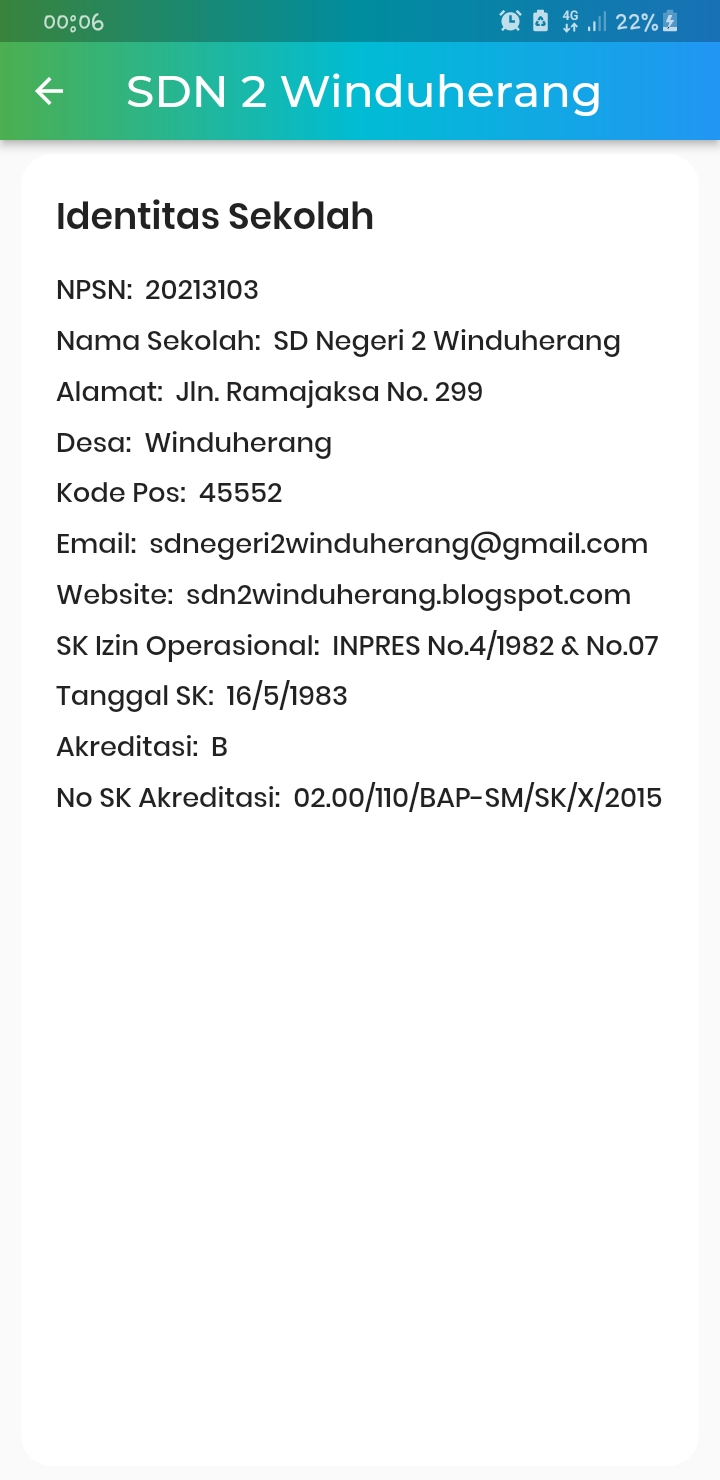 00:06
4G 22%
SDN 2 Winduherang
Identitas Sekolah
NPSN: 20213103
Nama Sekolah: SD Negeri 2 Winduherang
Alamat: Jln. Ramajaksa No. 299
Desa: Winduherang
Kode Pos: 45552
Email: sdnegeri2winduherang@gmail.com
Website: sdn2winduherang.blogspot.com
SK Izin Operasional: INPRES No.4/1982 & No.07
Tanggal SK: 16/5/1983
Akreditasi: B
No SK Akreditasi: 02.00/110/BAP-SM/SK/X/2015